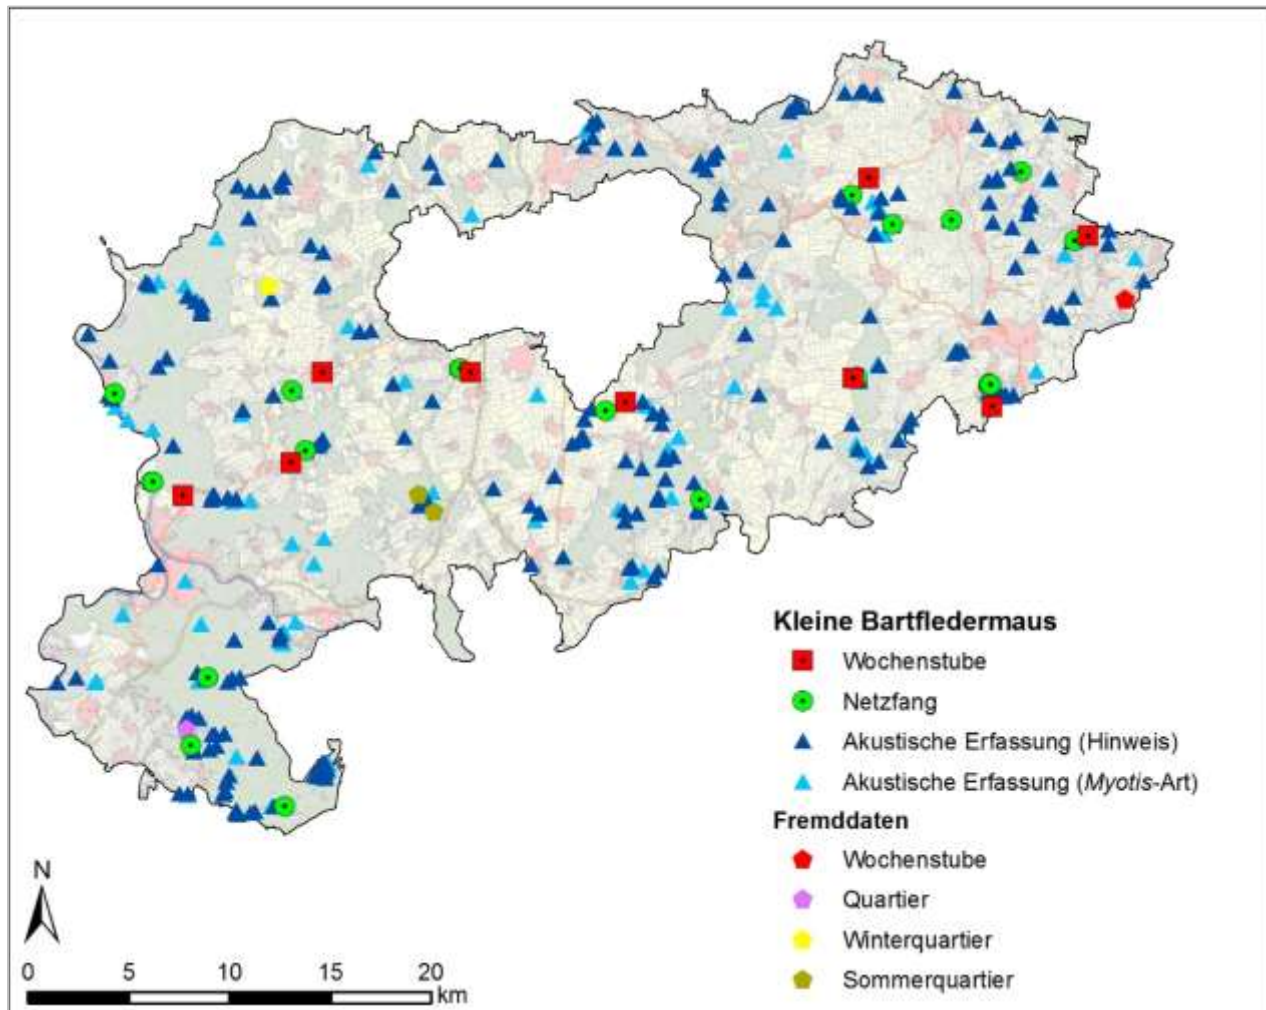 Kleine Bartfledermaus
Wochenstube
Netzfang
Akustische Erfassung (Hinweis)
Akustische Erfassung (Myotis-Art)
Fremddaten
Wochenstube
Quartier
Winterquartier
Sommerquartier
N
0 5 10 15 20
km